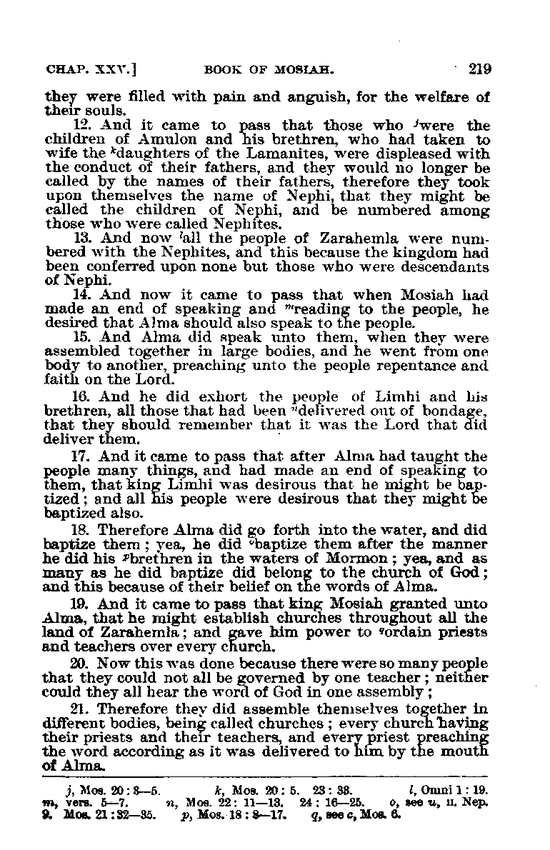 CHAP. XXV.] BOOK OF MOSIAH. 219
they were filled with pain and anguish, for the welfare of
their souls.
12. And it came to pass that those who jwere the
children of Amulon and his brethren, who had taken to
wife the kdaughters of the Lamanites, were displeased with
the conduct of their fathers, and they would no longer be
called by the names of their fathers, therefore they took
upon themselves the name of Nephi, that they might be
called the children of Nephi, and be numbered among
those who were called Nephites.
13. And now lall the people of Zarahemla were num-
bered with the Nephites, and this because the kingdom had
been conferred upon none but those who were descendants
of Nephi.
14. And now it came to pass that when Mosiah had
made an end of speaking and mreading to the people, he
desired that Alma should also speak to the people.
15. And Alma did speak unto them, when they were
assembled together in large bodies, and he went from one
body to another, preaching unto the people repentance and
faith on the Lord.
16. And he did exhort the people of Limhi and his
brethren, all those that had been ndelivered out of bondage,
that they should remember that it was the Lord that did
deliver them.
17. And it came to pass that after Alma had taught the
people many things, and had made an end of speaking to
them, that king Limhi was desirous that he might be bap-
tized; and all his people were desirous that they might be
baptized also.
18. Therefore Alma did go forth into the water, and did
baptize them; yea, he did obaptize them after the manner
he did his pbrethren in the waters of Mormon; yea, and as
many as he did baptize did belong to the church of God;
and this because of their belief on the words of Alma.
19. And it came to pass that king Mosiah granted unto
Alma, that he might establish churches throughout all the
land of Zarahemla; and gave him power to qordain priests
and teachers over every church.
20. Now this was done because there were so many people
that they could not all be governed by one teacher; neither
could they all hear the word of God in one assembly;
21. Therefore they did assemble themselves together in
different bodies, being called churches; every church having
their priests and their teachers, and every priest preaching
the word according as it was delivered to him by the mouth
of Alma.
j, Mos. 20: 3—5. k, Mos. 20: 5. 23: 33. l, Omni 1: 19.
m, vers. 5—7. n, Mos. 22: 11—13. 24: 16—25. o, see u, II. Nep.
9. Mos. 21: 32—35. p, Mos. 18: 8—17. q, see c, Mos. 6.